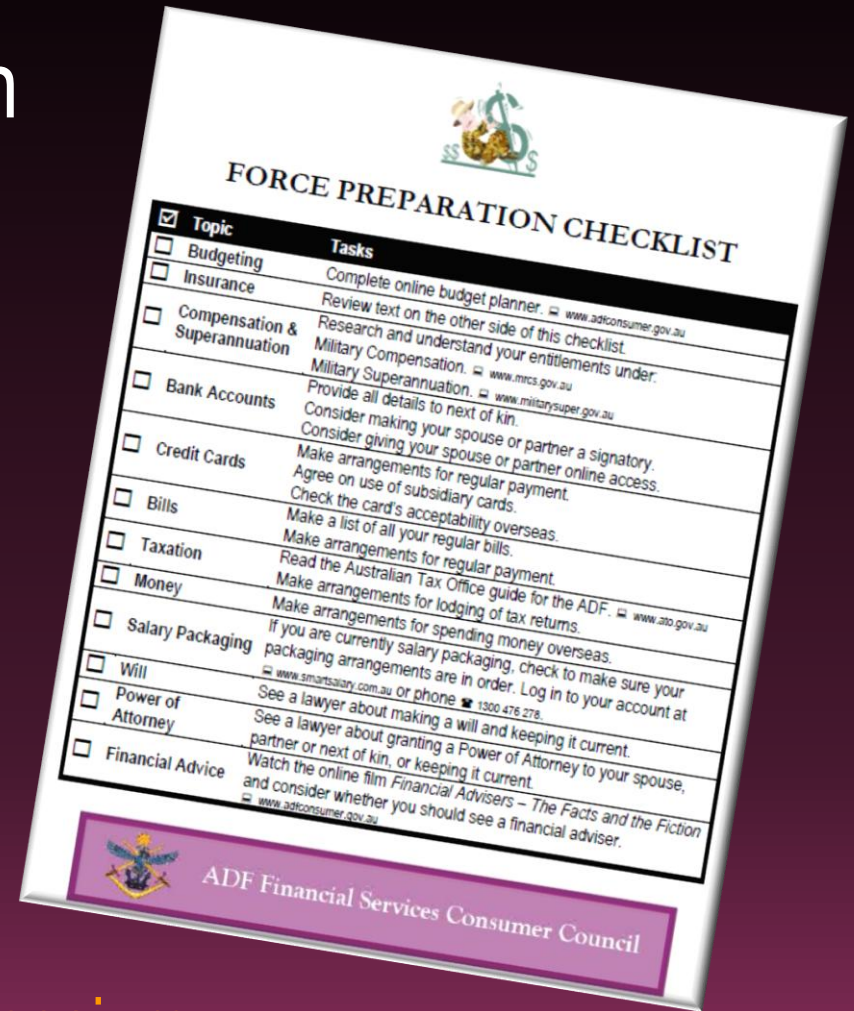 n
FORCE PREPARATION CHECKLIST
Topic Tasks
Budgeting Complete online budget planner. www.adfconsumer.gov.au
Insurance Review text on the other side of this checklist.
Compensation & Superannuation Research and understand your entitlements under:
Military Compensation. www.mrcs.gov.au
Military Superannuation. www.militarysuper.gov.au
Bank Accounts Provide all details to next of kin.
Consider making your spouse or partner a signatory.
Consider giving your spouse or partner online access.
Credit Cards Make arrangements for regular payment.
Agree on use of subsidiary cards.
Check the card's acceptability overseas.
Bills Make a list of all your regular bills.
Make arrangements for regular payment.
Taxation Read the Australian Tax Office guide for the ADF. www.ato.gov.au
Make arrangements for lodging of tax returns.
Money Make arrangements for spending money overseas.
Salary Packaging If you are currently salary packaging, check to make sure your
packaging arrangements are in order. Log in to your account at
www.smartsalary.com.au or phone 1300 476 278.
Will See a lawyer about making a will and keeping it current.
Power of Attorney See a lawyer about granting a Power of Attorney to your spouse,
partner or next of kin, or keeping it current.
Financial Advice Watch the online film Financial Advisers – The Facts and the Fiction
and consider whether you should see a financial adviser.
www.adfconsumer.gov.au
ADF Financial Services Consumer Council